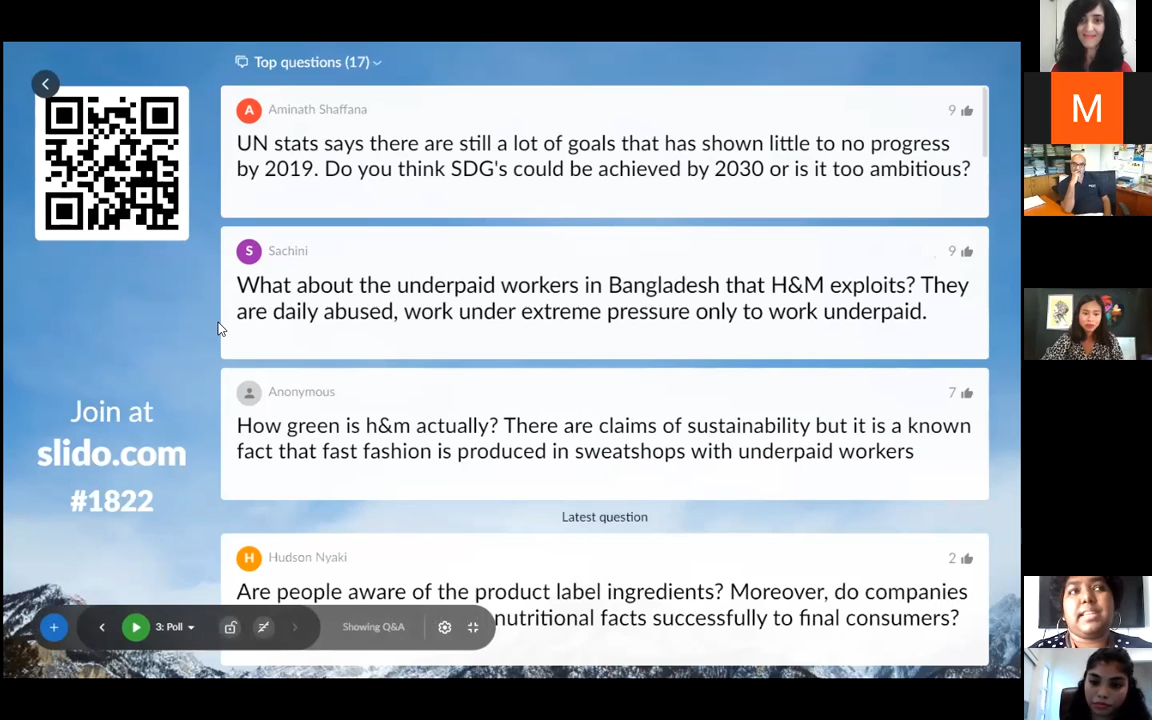 Top questions (17)
A Aminath Shaffana 9
UN stats says there are still a lot of goals that has shown little to no progress
by 2019. Do you think SDG's could be achieved by 2030 or is it too ambitious?
S Sachini 9
What about the underpaid workers in Bangladesh that H&M exploits? They
are daily abused, work under extreme pressure only to work underpaid.
Anonymous 7
How green is h&m actually? There are claims of sustainability but it is a known
fact that fast fashion is produced in sweatshops with underpaid workers
Latest question
H Hudson Nyaki 2
Are people aware of the product label ingredients? Moreover, do companies
nutritional facts successfully to final consumers?
Join at
slido.com
#1822
3: Poll
Showing Q&A
M